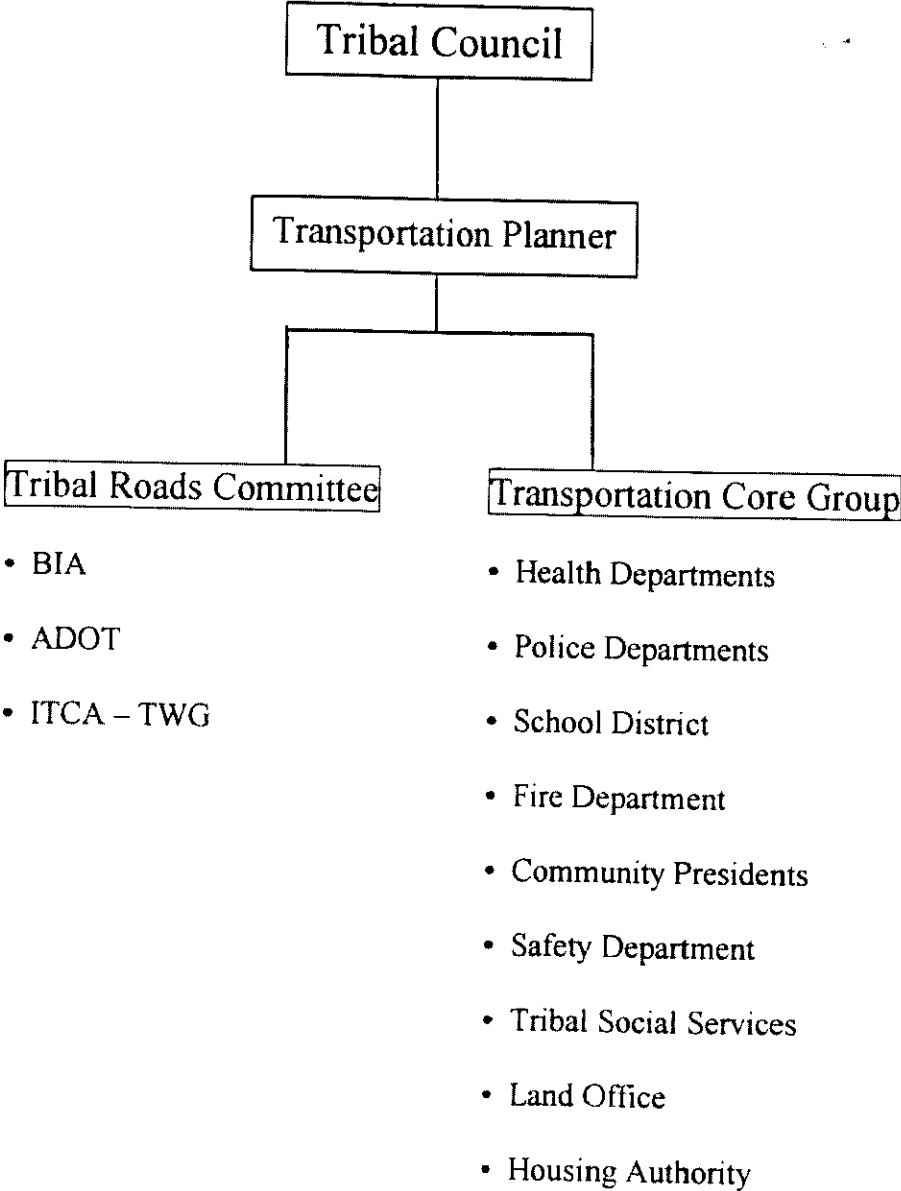 Tribal Council
Transportation Planner
Tribal Roads Committee
• BIA
• ADOT
• ITCA – TWG
Transportation Core Group
• Health Departments
• Police Departments
• School District
• Fire Department
• Community Presidents
• Safety Department
• Tribal Social Services
• Land Office
• Housing Authority